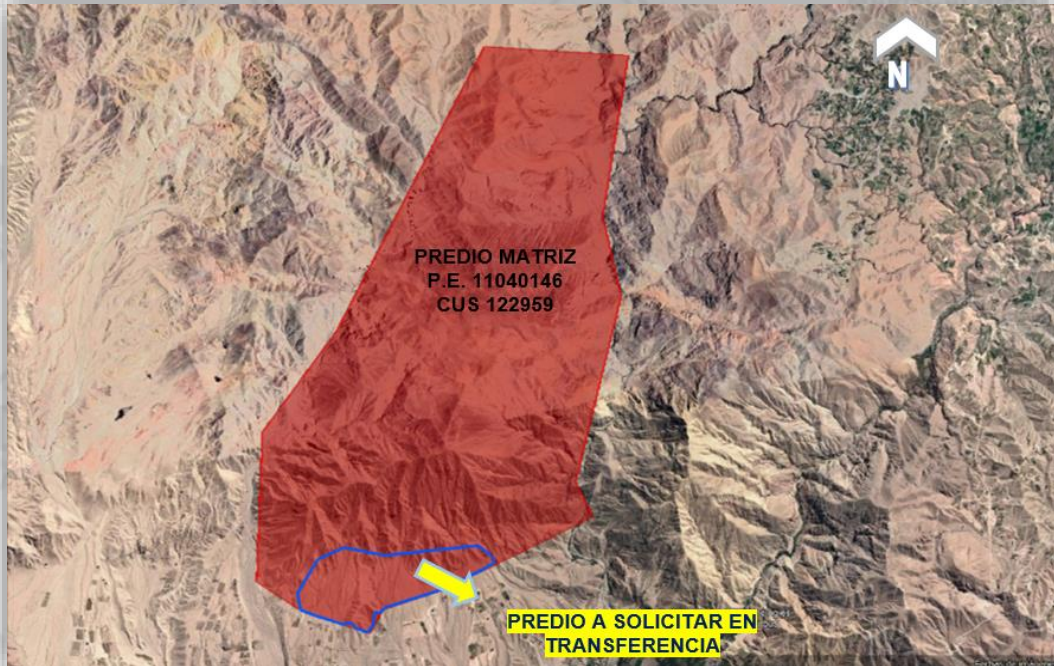 N
PREDIO MATRIZ
P.E. 11040146
CUS 122959
PREDIO A SOLICITAR EN
TRANSFERENCIA